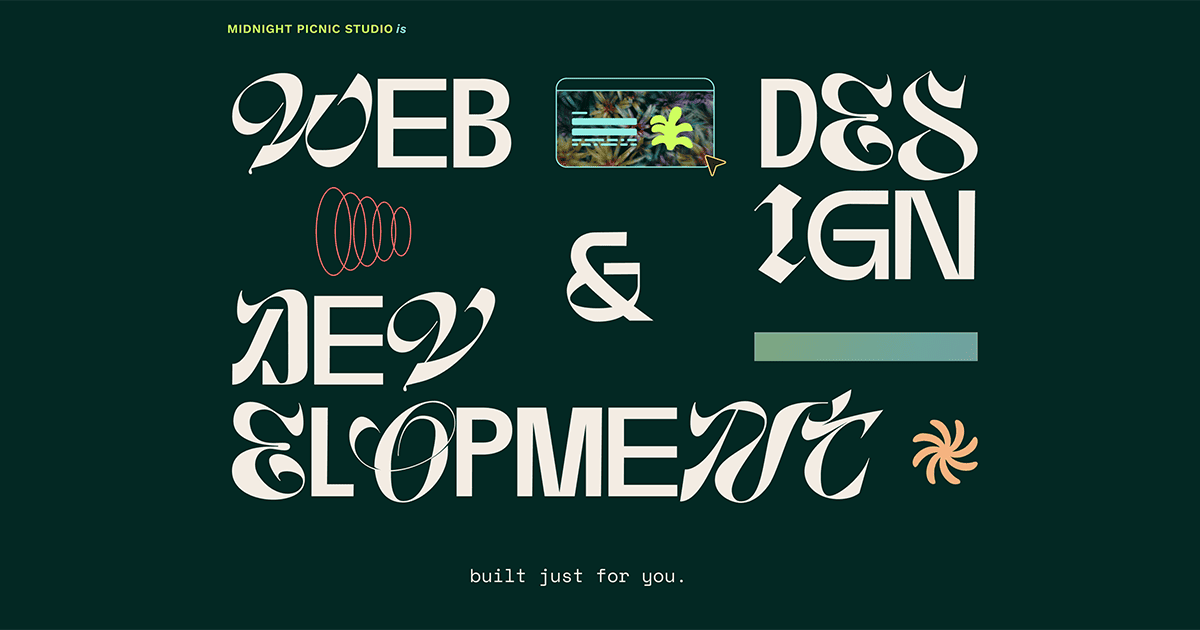 MIDNIGHT PICNIC STUDIO is
WEB DES
IGN
&
DEV
ELOPMENT
built just for you.